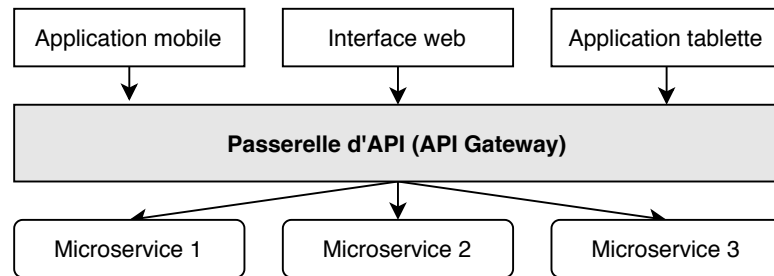 Application mobile
Interface web
Application tablette
Passerelle d'API (API Gateway)
Microservice 1
Microservice 2
Microservice 3